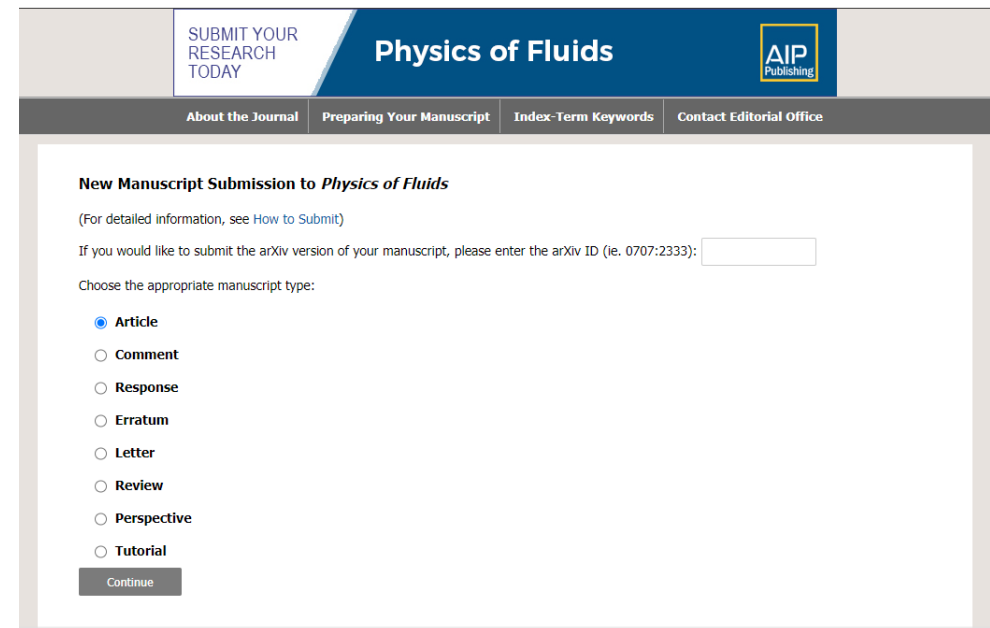 SUBMIT YOUR
RESEARCH
TODAY
Physics of Fluids
AIP
Publishing
About the Journal
Preparing Your Manuscript
Index-Term Keywords
Contact Editorial Office
New Manuscript Submission to Physics of Fluids
(For detailed information, see How to Submit)
If you would like to submit the arXiv version of your manuscript, please enter the arXiv ID (ie. 0707:2333):
Choose the appropriate manuscript type:
Article
Comment
Response
Erratum
Letter
Review
Perspective
Tutorial
Continue